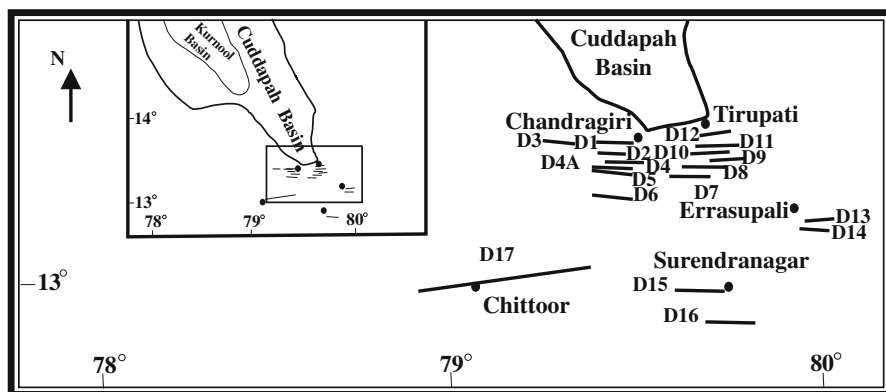 N
Kurnool
Basin
Cuddapah Basin
14°
13°
78°
79°
80°
Cuddapah
Basin
Chandragiri
Tirupati
D3
D1
D2
D12
D11
D10
D9
D4A
D4
D8
D5
D6
D7
Errasupali
D13
D14
D17
Surendranagar
13°
D15
Chittoor
D16
78°
79°
80°